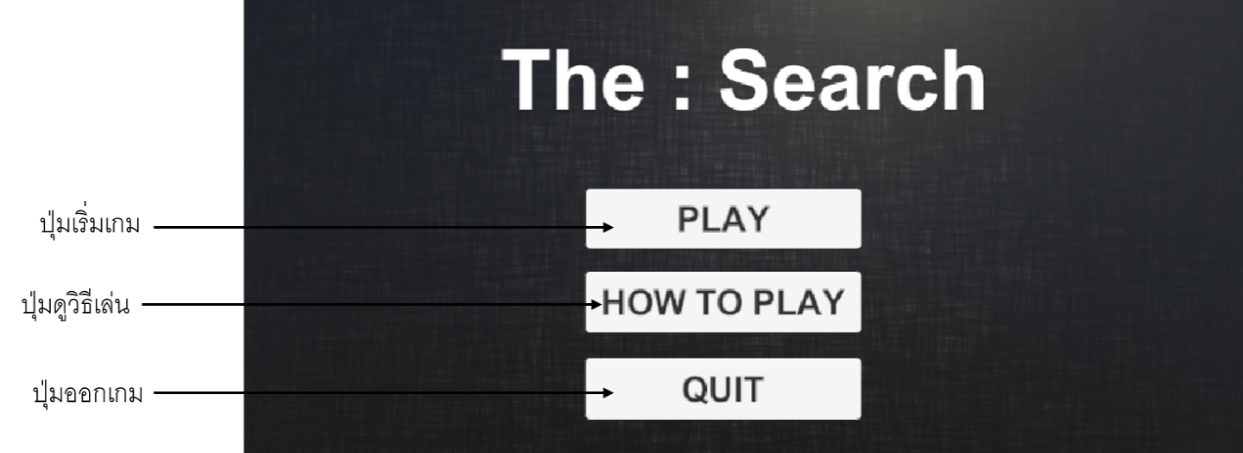 The : Search
ปุ่มเริ่มเกม
PLAY
ปุ่มดูวิธีเล่น
HOW TO PLAY
ปุ่มออกเกม
QUIT